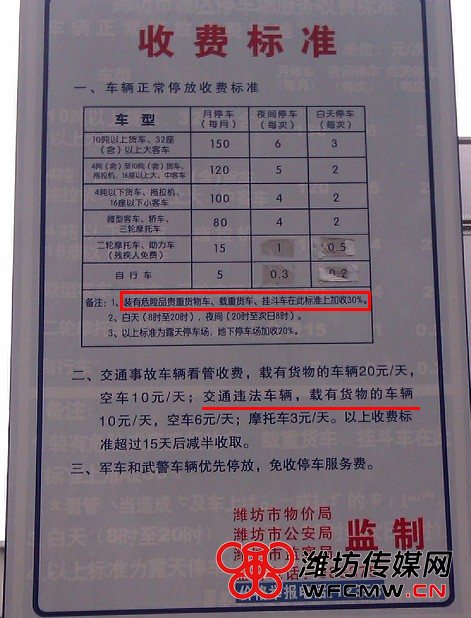 收费标准
一、车辆正常停放收费标准
车 型 月停车(每月) 夜间停车(每次) 白天停车(每次)
10吨以上货车、32座(含)以上大客车 150 6 3
4吨(含)至10吨(含)货车、拖拉机、16座以上大、中客车 120 5 2
4吨以下货车、拖拉机、16座以下小客车 100 4 2
微型客车、轿车、三轮摩托车 80 4 2
二轮摩托车、助力车(残疾人免费) 15 1 0.5
自 行 车 5 0.3 0.2
备注：1、装有危险品贵重货物车、载重货车、挂斗车在此标准上加收30%。
2、白天（8时至20时），夜间（20时至次日8时）。
3、以上标准为露天停车场，地下停车场加收20%。
二、交通事故车辆看管收费，载有货物的车辆20元/天，
空车10元/天；交通违法车辆，载有货物的车辆
10元/天，空车6元/天；摩托车3元/天。以上收费标
准超过15天后减半收取。
三、军车和武警车辆优先停放，免收停车服务费。
潍坊市物价局
潍坊市公安局
监制
潍坊传媒网
WFCMW.COM